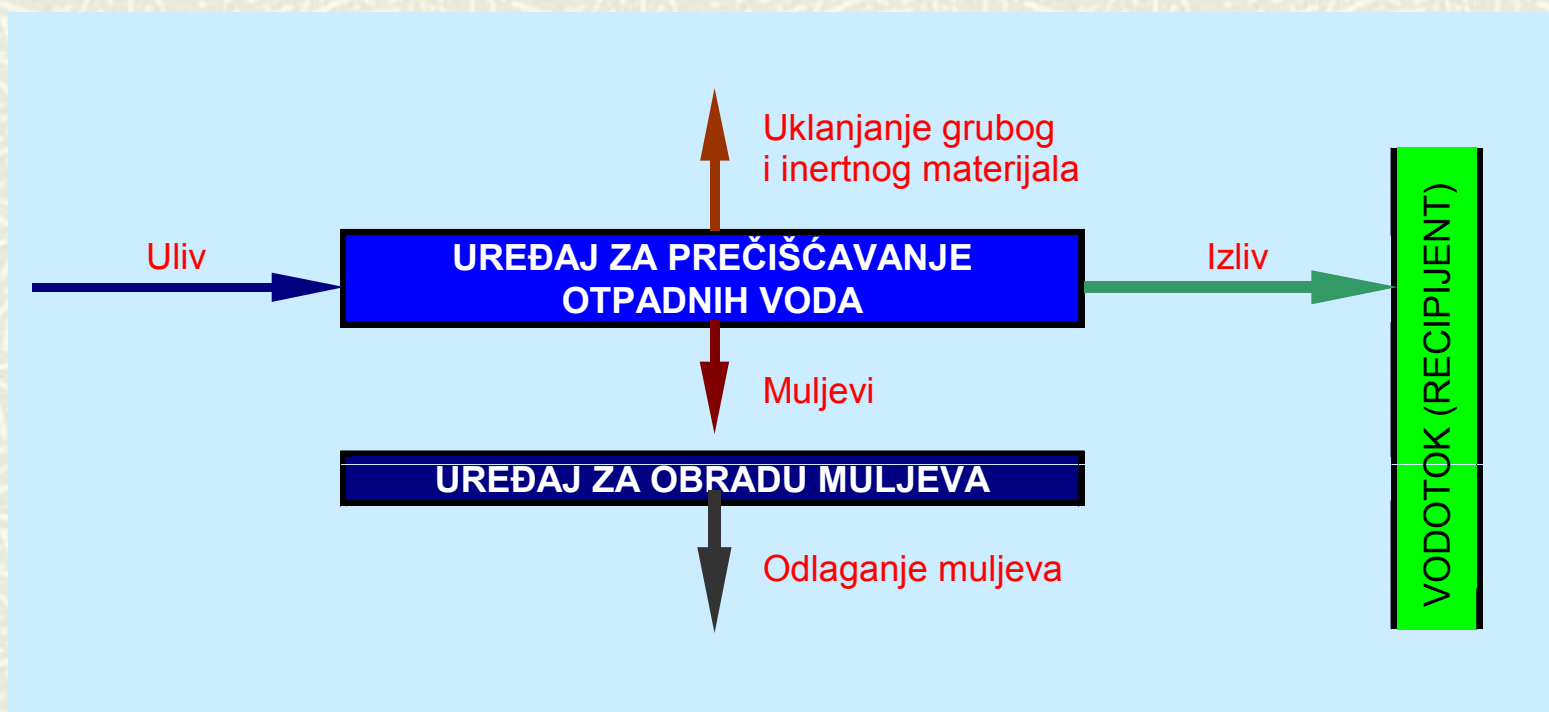 Uklanjanje grubog
i inertnog materijala
Uliv
UREĐAJ ZA PREČIŠĆAVANJE
OTPADNIH VODA
Izliv
Muljevi
UREĐAJ ZA OBRADU MULJEVA
Odlaganje muljeva
VODOTOK (RECIPIJENT)